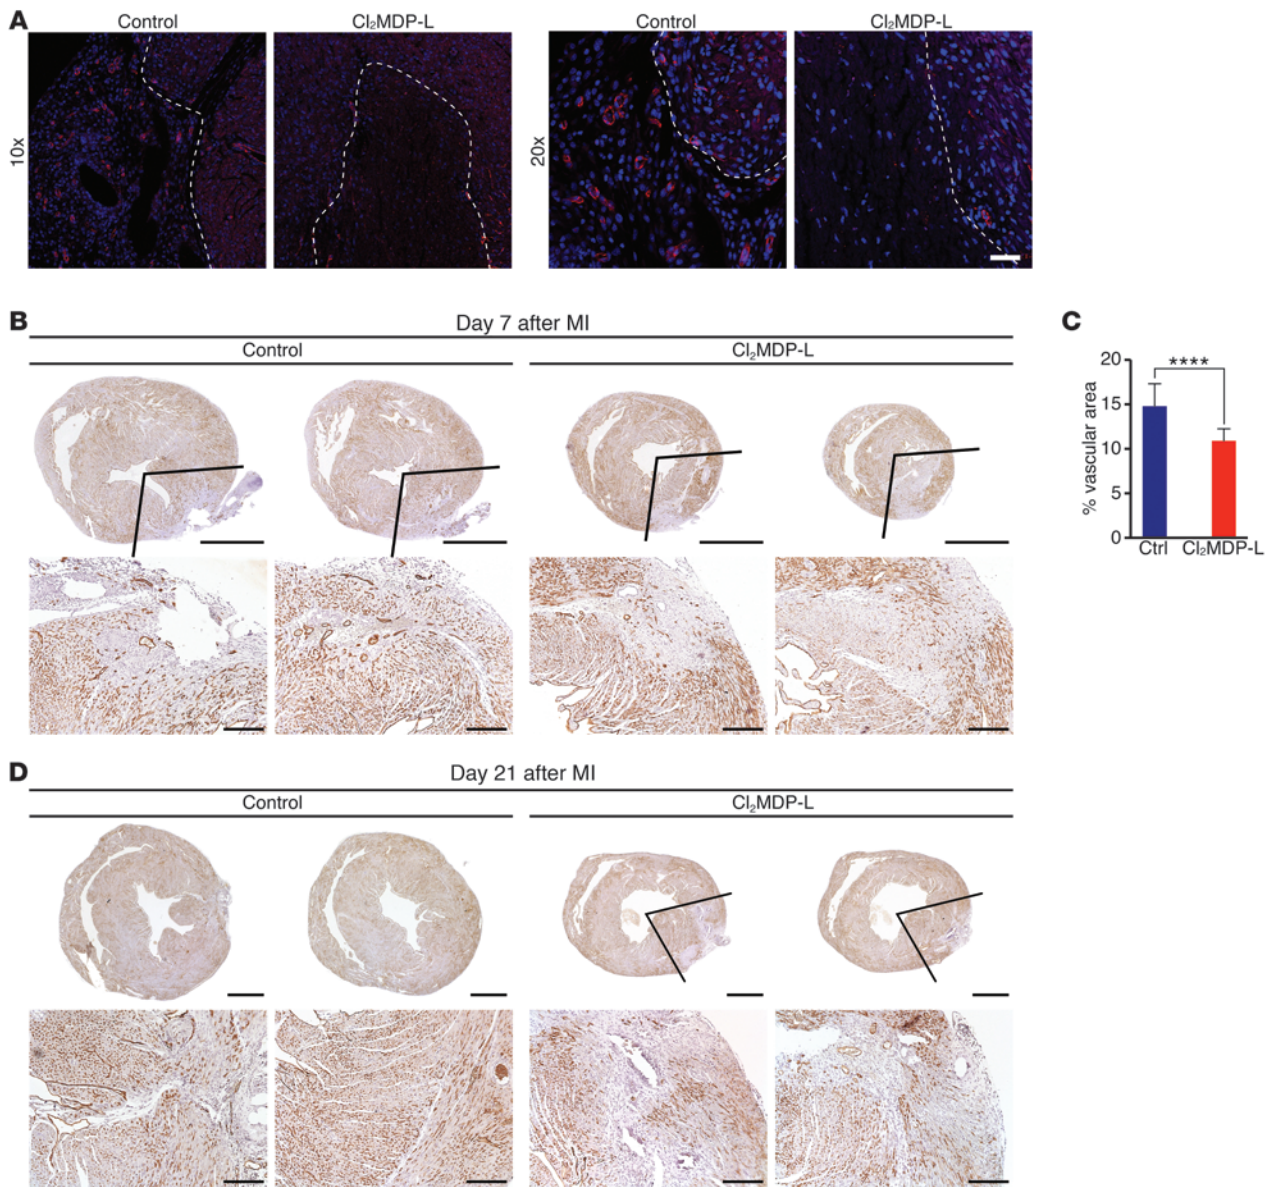 A
Control
Cl₂MDP-L
Control
Cl₂MDP-L
10x
20x
B
Day 7 after MI
Control
Cl₂MDP-L
C
% vascular area
20
15
10
5
0
****
Ctrl
Cl₂MDP-L
D
Day 21 after MI
Control
Cl₂MDP-L